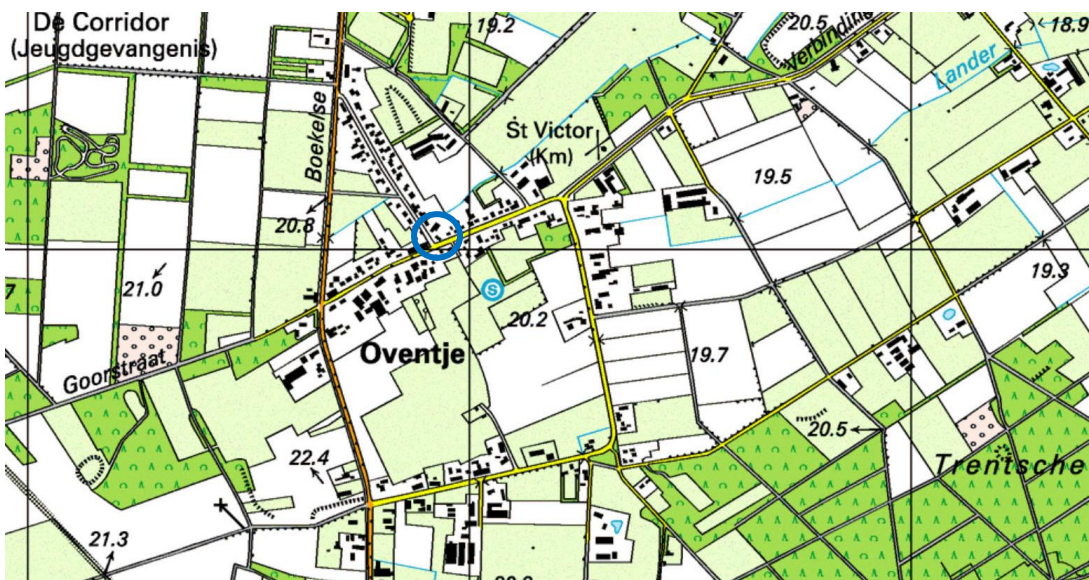 De Corridor
(Jeugdgevangenis)
19.2
20.5
18.9
Verbinding
Lander
Boekelse
St Victor
(Km)
19.5
20.8
21.0
19.3
7
S
20.2
Oventje
19.7
Goorstraat
20.5
22.4
Trentsche
21.3